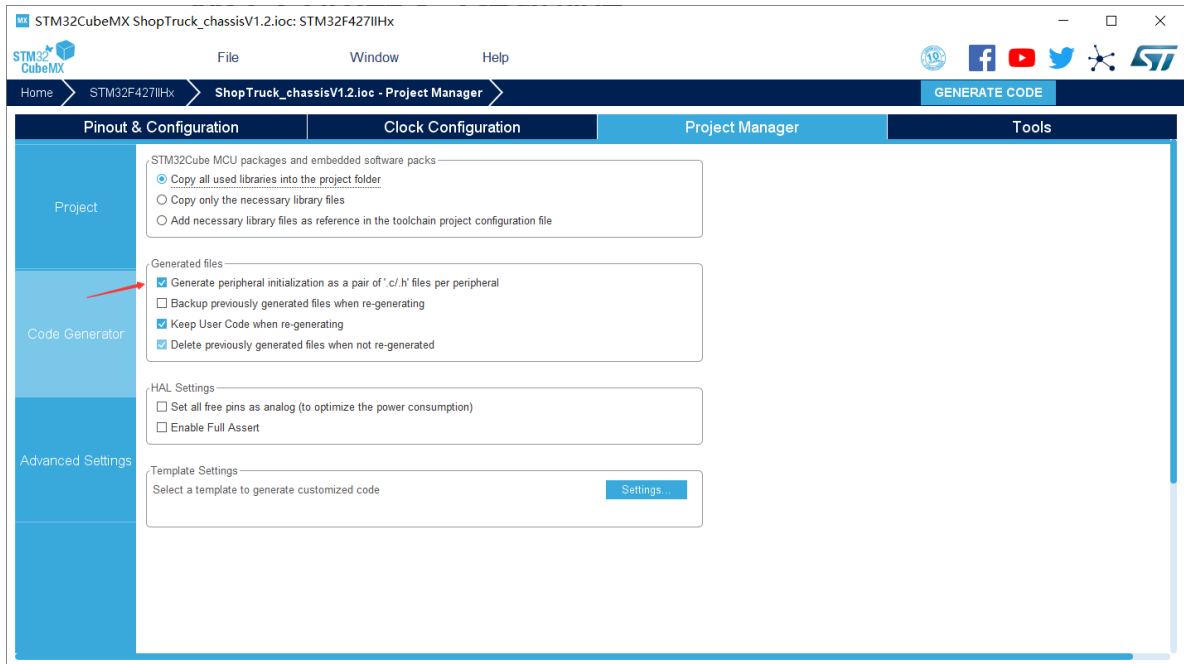 MX STM32CubeMX ShopTruck_chassisV1.2.ioc: STM32F427IIHx
STM32
CubeMX
File Window Help
10
Home STM32F427IIHx ShopTruck_chassisV1.2.ioc - Project Manager GENERATE CODE
Pinout & Configuration Clock Configuration Project Manager Tools
Project
Code Generator
Advanced Settings
STM32Cube MCU packages and embedded software packs
Copy all used libraries into the project folder
Copy only the necessary library files
Add necessary library files as reference in the toolchain project configuration file
Generated files
Generate peripheral initialization as a pair of '.c/.h' files per peripheral
Backup previously generated files when re-generating
Keep User Code when re-generating
Delete previously generated files when not re-generated
HAL Settings
Set all free pins as analog (to optimize the power consumption)
Enable Full Assert
Template Settings
Select a template to generate customized code Settings...